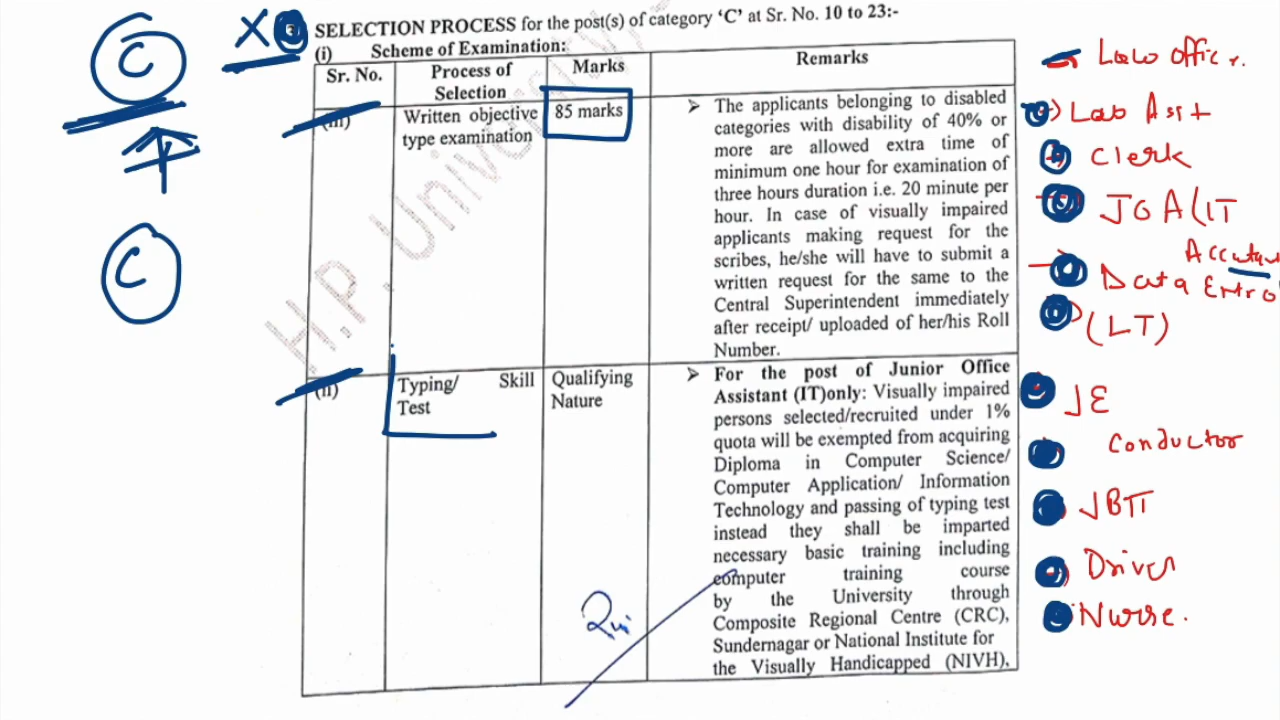 C
X a
SELECTION PROCESS for the post(s) of category ‘C’ at Sr. No. 10 to 23:-
(i) Scheme of Examination:
Sr. No.
Process of
Selection
Marks
Remarks
(iii)
Written objective
type examination
85 marks
➤ The applicants belonging to disabled
categories with disability of 40% or
more are allowed extra time of
minimum one hour for examination of
three hours duration i.e. 20 minute per
hour. In case of visually impaired
applicants making request for the
scribes, he/she will have to submit a
written request for the same to the
Central Superintendent immediately
after receipt/ uploaded of her/his Roll
Number.
(ii)
Typing/ Skill
Test
Qualifying
Nature
➤ For the post of Junior Office
Assistant (IT)only: Visually impaired
persons selected/recruited under 1%
quota will be exempted from acquiring
Diploma in Computer Science/
Computer Application/ Information
Technology and passing of typing test
instead they shall be imparted
necessary basic training including
computer training course
by the University through
Composite Regional Centre (CRC),
Sundernagar or National Institute for
the Visually Handicapped (NIVH),
H.P. University
C
Law Office
Lab Asst
Clerk
JOA(IT
Data Entro
(LT)
JE
Conductor
JBT
Driver
Nurse.